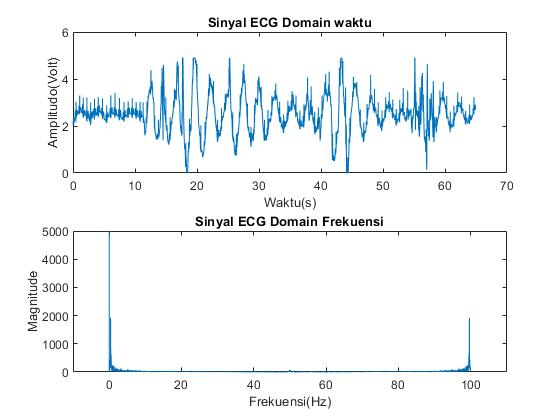 Sinyal ECG Domain waktu
Amplitudo(Volt)
6
4
2
0
0 10 20 30 40 50 60 70
Waktu(s)
Sinyal ECG Domain Frekuensi
Magnitude
5000
4000
3000
2000
1000
0
0 20 40 60 80 100
Frekuensi(Hz)